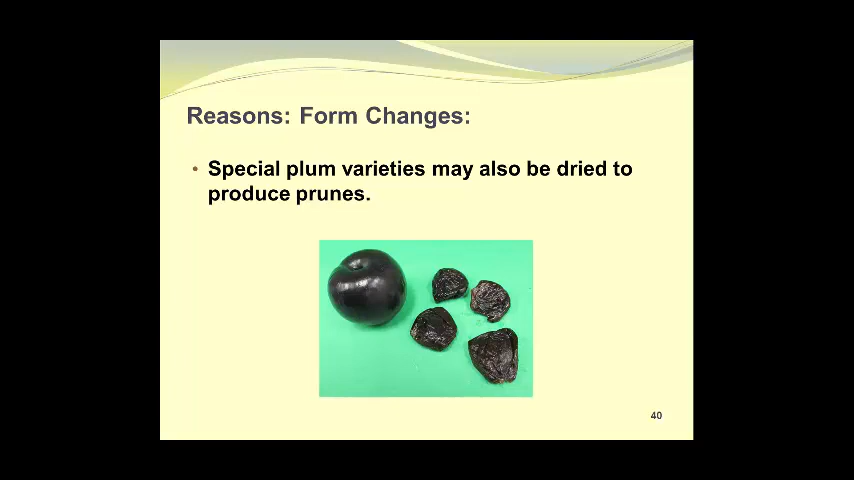 Reasons: Form Changes:
• Special plum varieties may also be dried to
produce prunes.
40